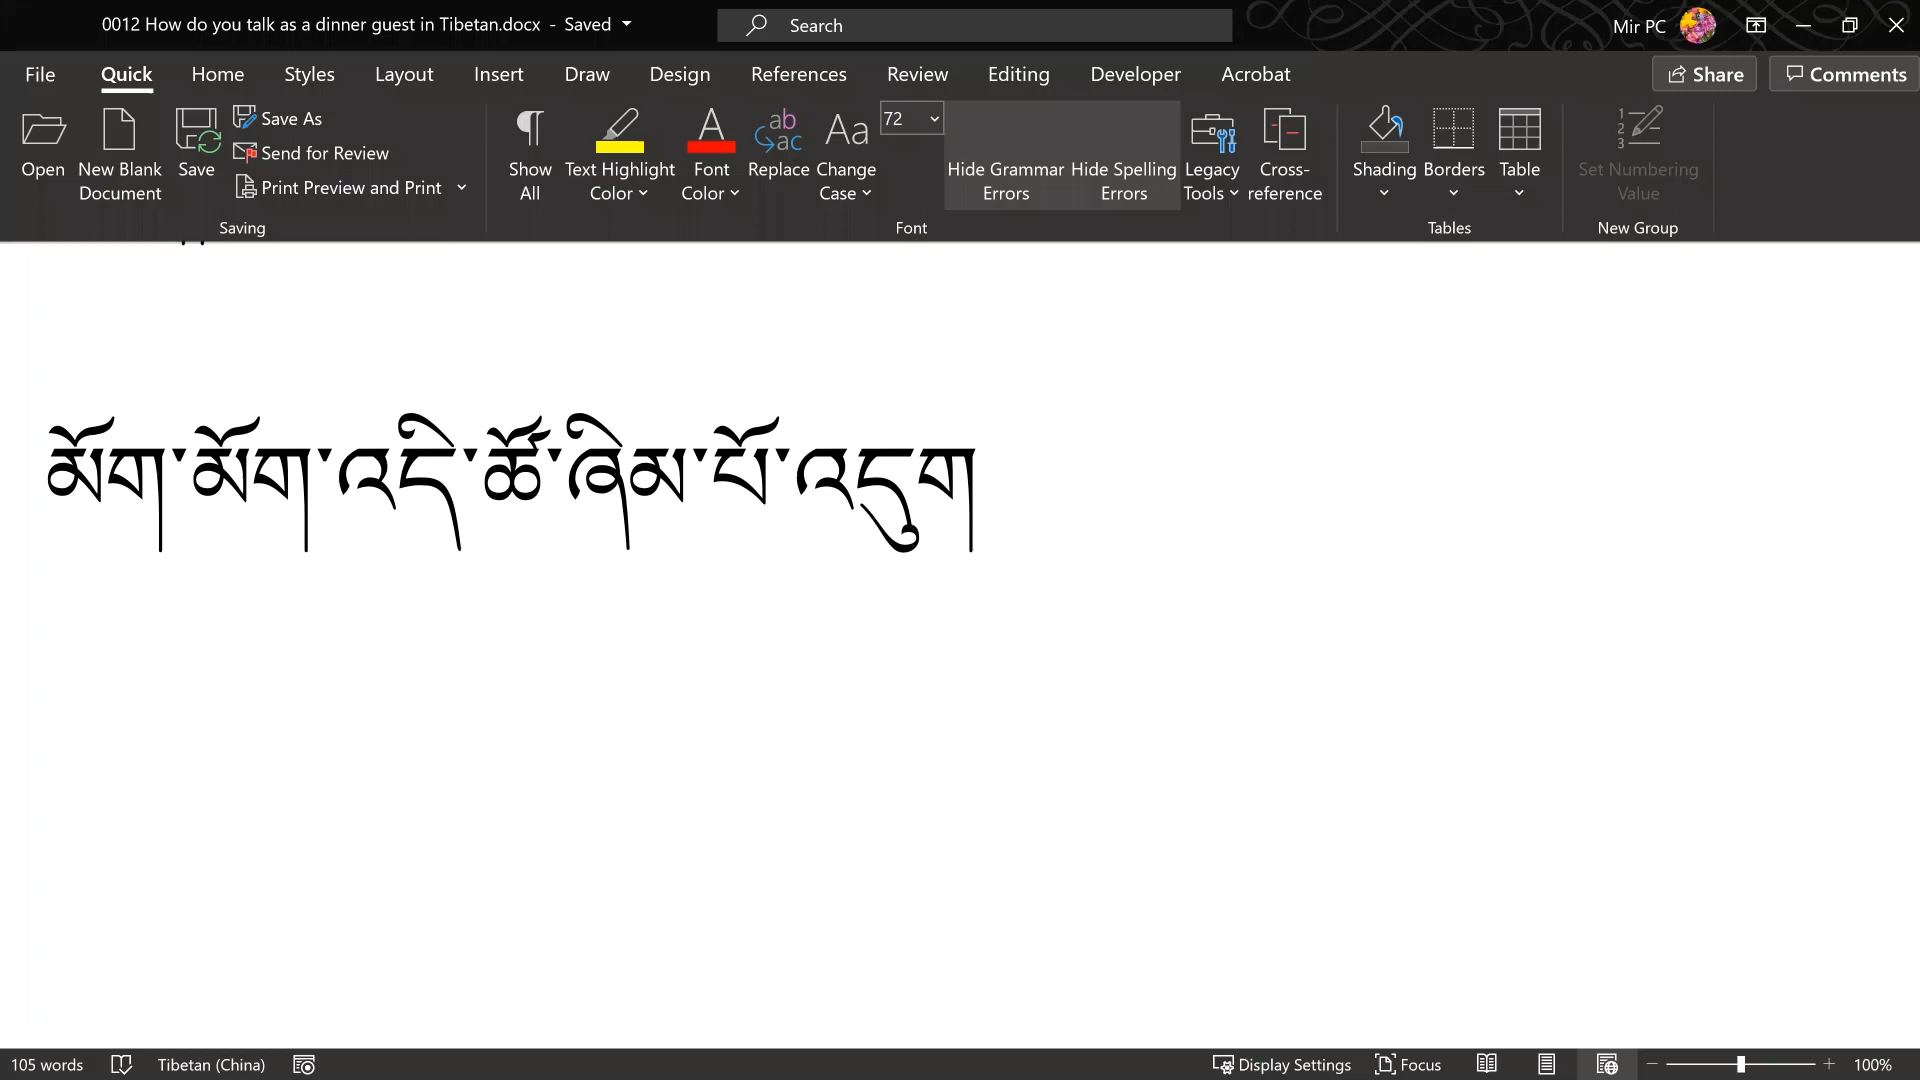 0012 How do you talk as a dinner guest in Tibetan.docx - Saved
Search
Mir PC
File Quick Home Styles Layout Insert Draw Design References Review Editing Developer Acrobat
Share Comments
Open
New Blank Document
Save
Save As
Send for Review
Print Preview and Print
Saving
Show All
Text Highlight Color
Font Color
Replace
Change Case
72
Hide Grammar Errors
Hide Spelling Errors
Legacy Tools
Cross-reference
Font
Shading
Borders
Table
Tables
Set Numbering Value
New Group
མོག་མོག་འདི་ཚོ་ཞིམ་པོ་འདུག
105 words
Tibetan (China)
Display Settings
Focus
100%